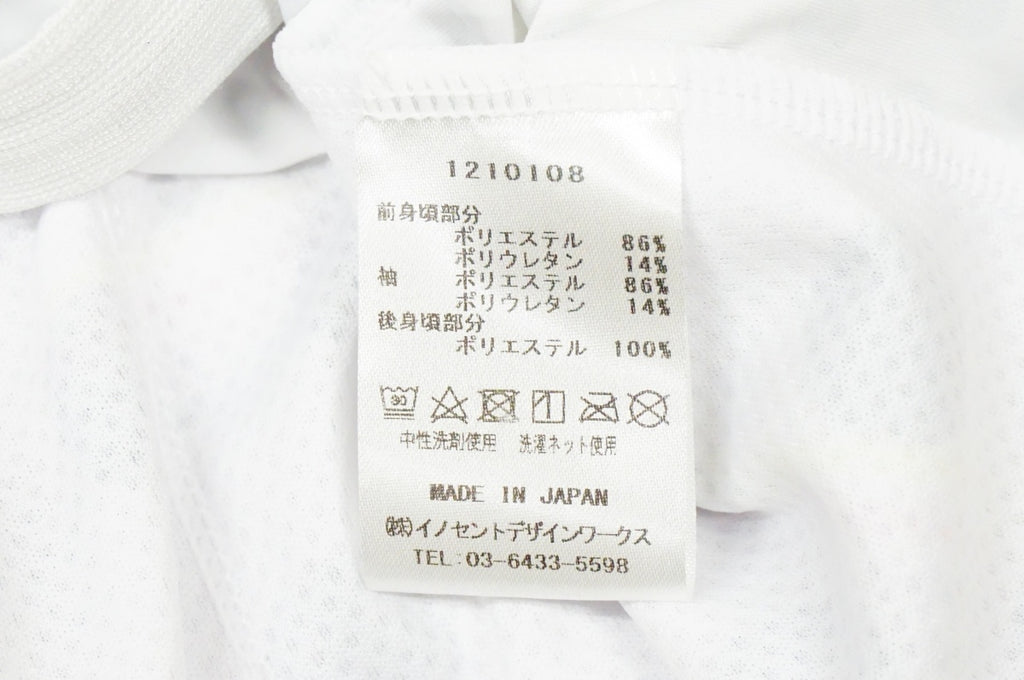 1210108
前身頃部分
ポリエステル 86%
ポリウレタン 14%
袖 ポリエステル 86%
ポリウレタン 14%
後身頃部分
ポリエステル 100%
30
中性洗剤使用 洗濯ネット使用
MADE IN JAPAN
(株)イノセントデザインワークス
TEL:03-6433-5598